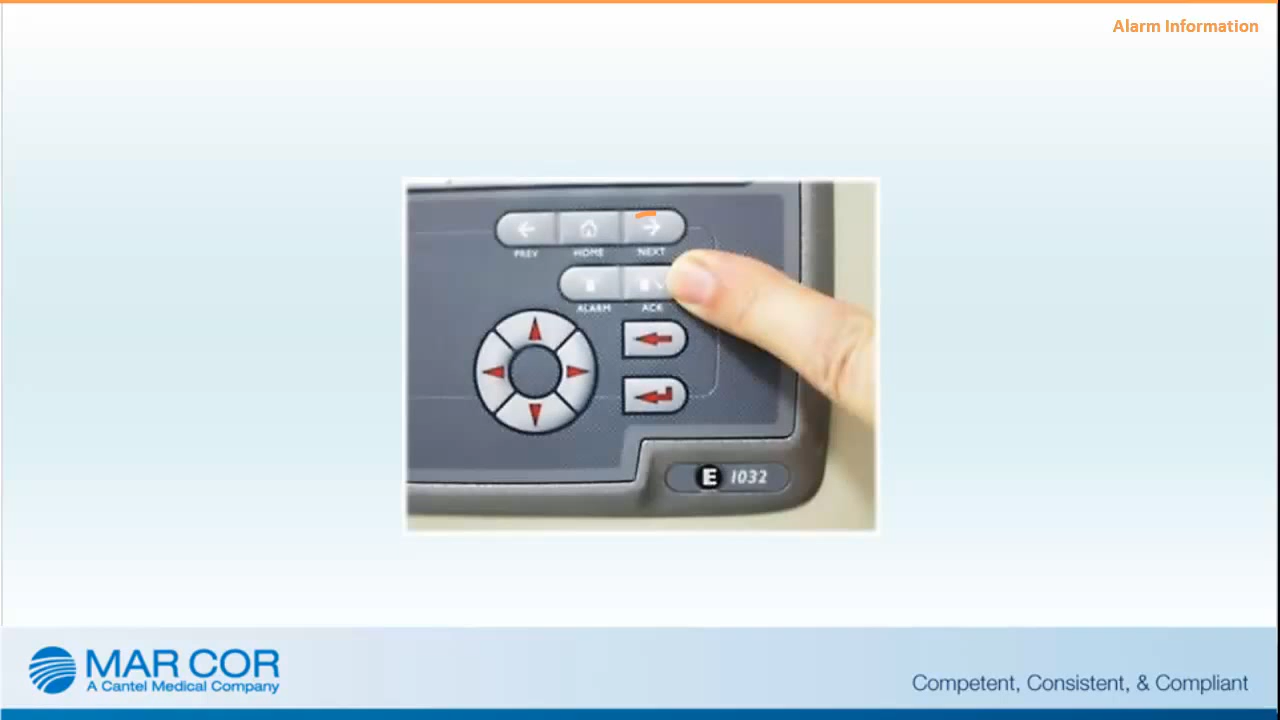 Alarm Information
PREV HOME NEXT
ALARM ACK
E 1032
MAR COR
A Cantel Medical Company
Competent, Consistent, & Compliant